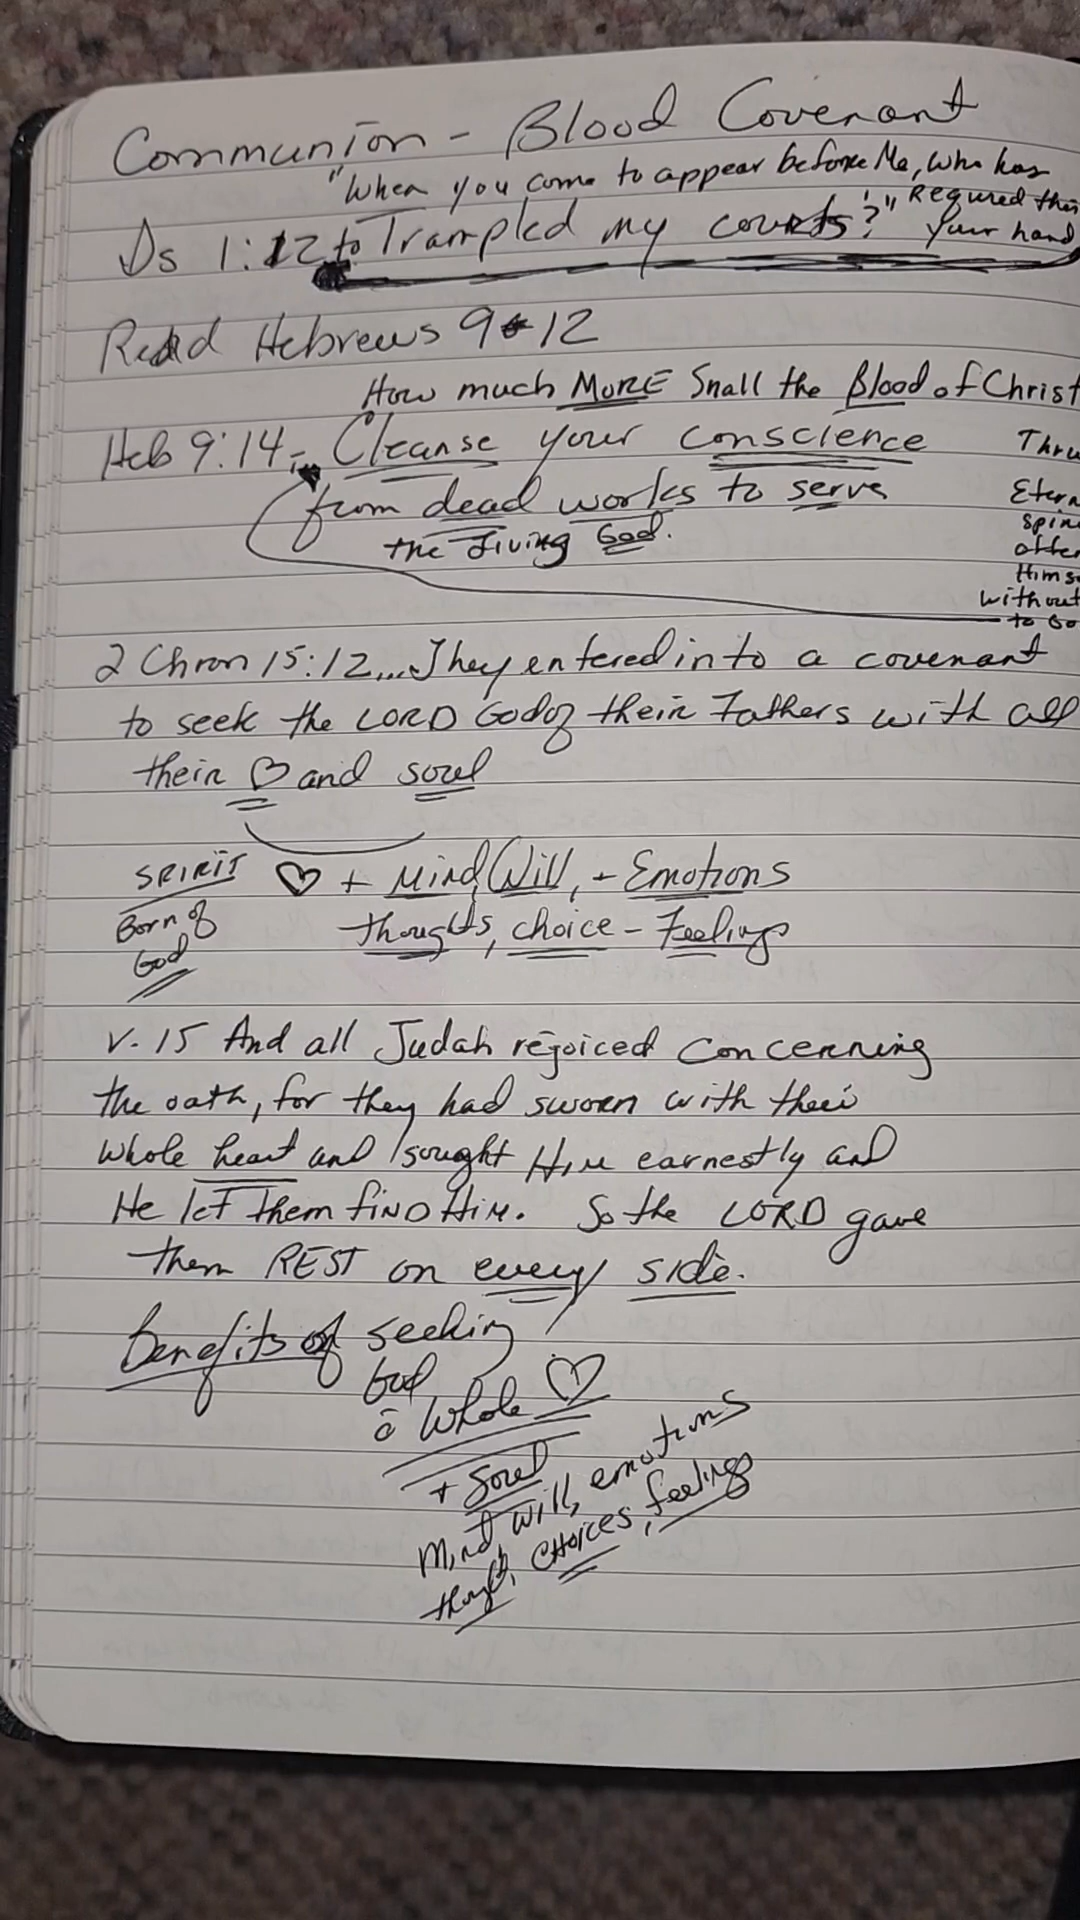 Communion - Blood Covenant
"When you come to appear before Me, who has
Required this
Is 1:12 to Trampled my courts?" Your hand
Read Hebrews 9-12
How much MORE Shall the Blood of Christ
Heb 9:14 ... Cleanse your conscience Thru
from dead works to serve
the Living God.
Etern
Spiri
offer
Himse
without
to Go
2 Chron 15:12 ... They entered into a covenant
to seek the LORD God of their Fathers with all
their ♡ and soul
SPIRIT ♡ + Mind, Will, + Emotions
Born of thoughts, choice - Feelings
God
v. 15 And all Judah rejoiced concerning
the oath, for they had sworn with their
whole heart and sought Him earnestly and
He let them FIND HIM. So the LORD gave
them REST on every side.
Benefits of seeking
God
c̄ Whole ♡
+ Soul
Mind, will, emotions
thought, CHOICES, feelings